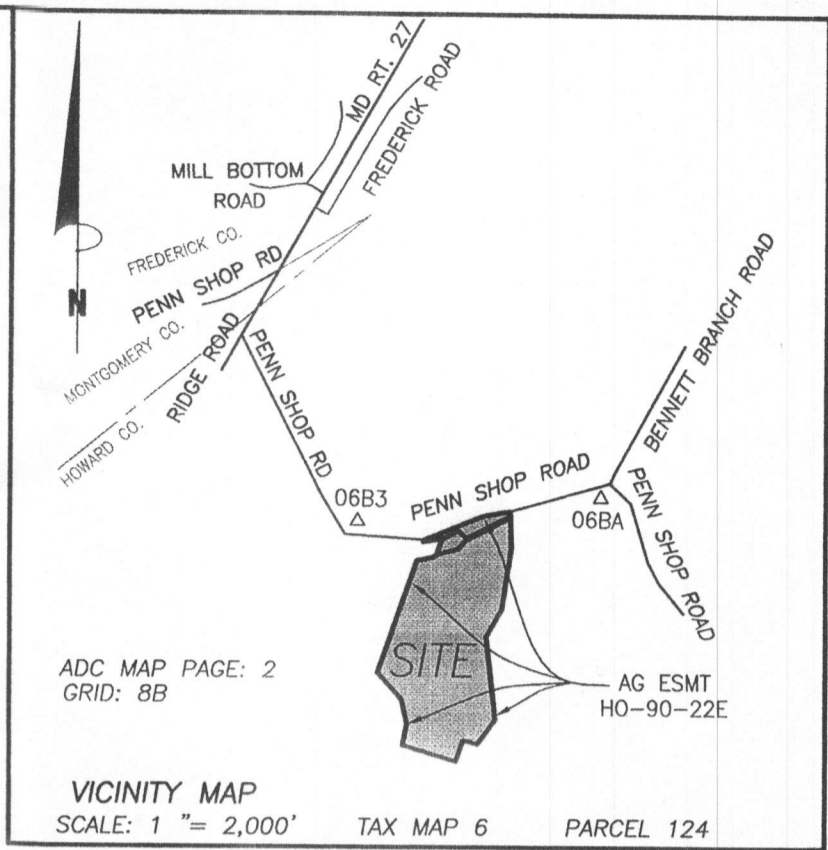 MD RT. 27
FREDERICK ROAD
MILL BOTTOM
ROAD
FREDERICK CO.
PENN SHOP RD
N
MONTGOMERY CO.
RIDGE ROAD
HOWARD CO.
PENN SHOP RD
BENNETT BRANCH ROAD
06B3
PENN SHOP ROAD
06BA
PENN SHOP ROAD
SITE
ADC MAP PAGE: 2
GRID: 8B
AG ESMT
HO-90-22E
VICINITY MAP
SCALE: 1 "= 2,000' TAX MAP 6 PARCEL 124